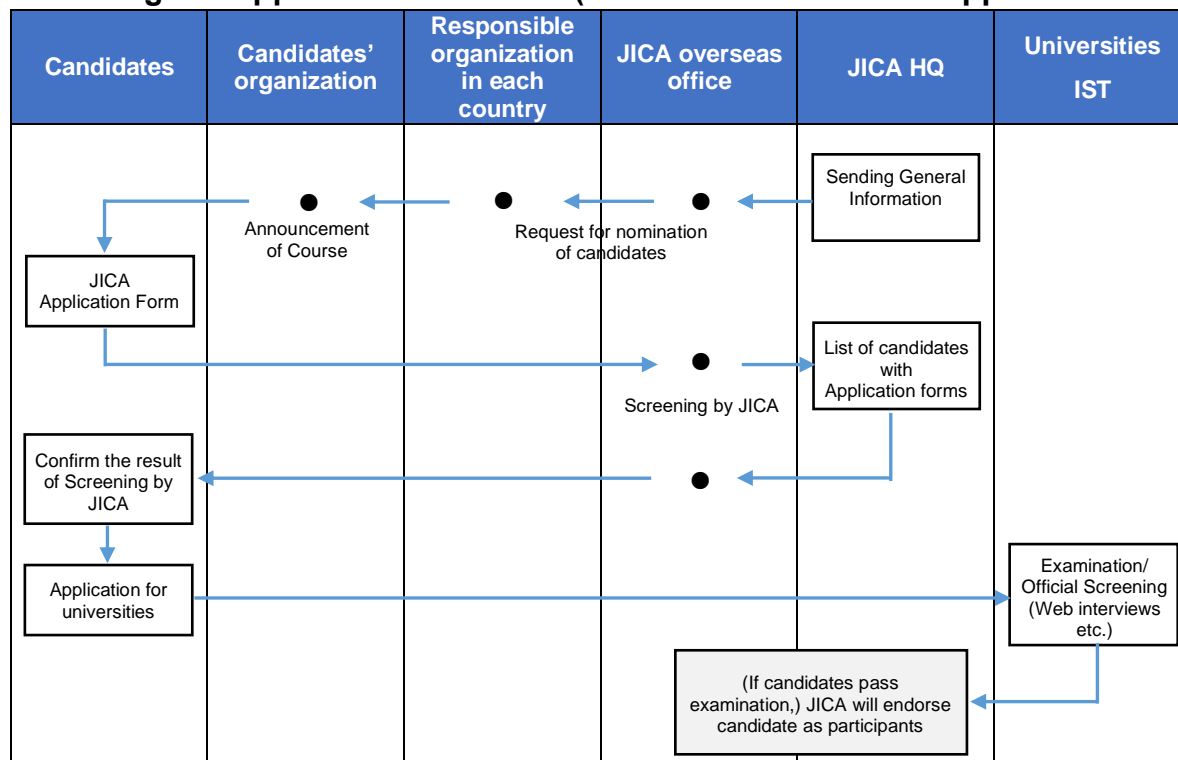 Candidates
Candidates’
organization
Responsible
organization
in each
country
JICA overseas
office
JICA HQ
Universities
IST
Sending General
Information
Announcement
of Course
Request for nomination
of candidates
JICA
Application Form
List of candidates
with
Application forms
Screening by JICA
Confirm the result
of Screening by
JICA
Application for
universities
Examination/
Official Screening
(Web interviews
etc.)
(If candidates pass
examination,) JICA will endorse
candidate as participants